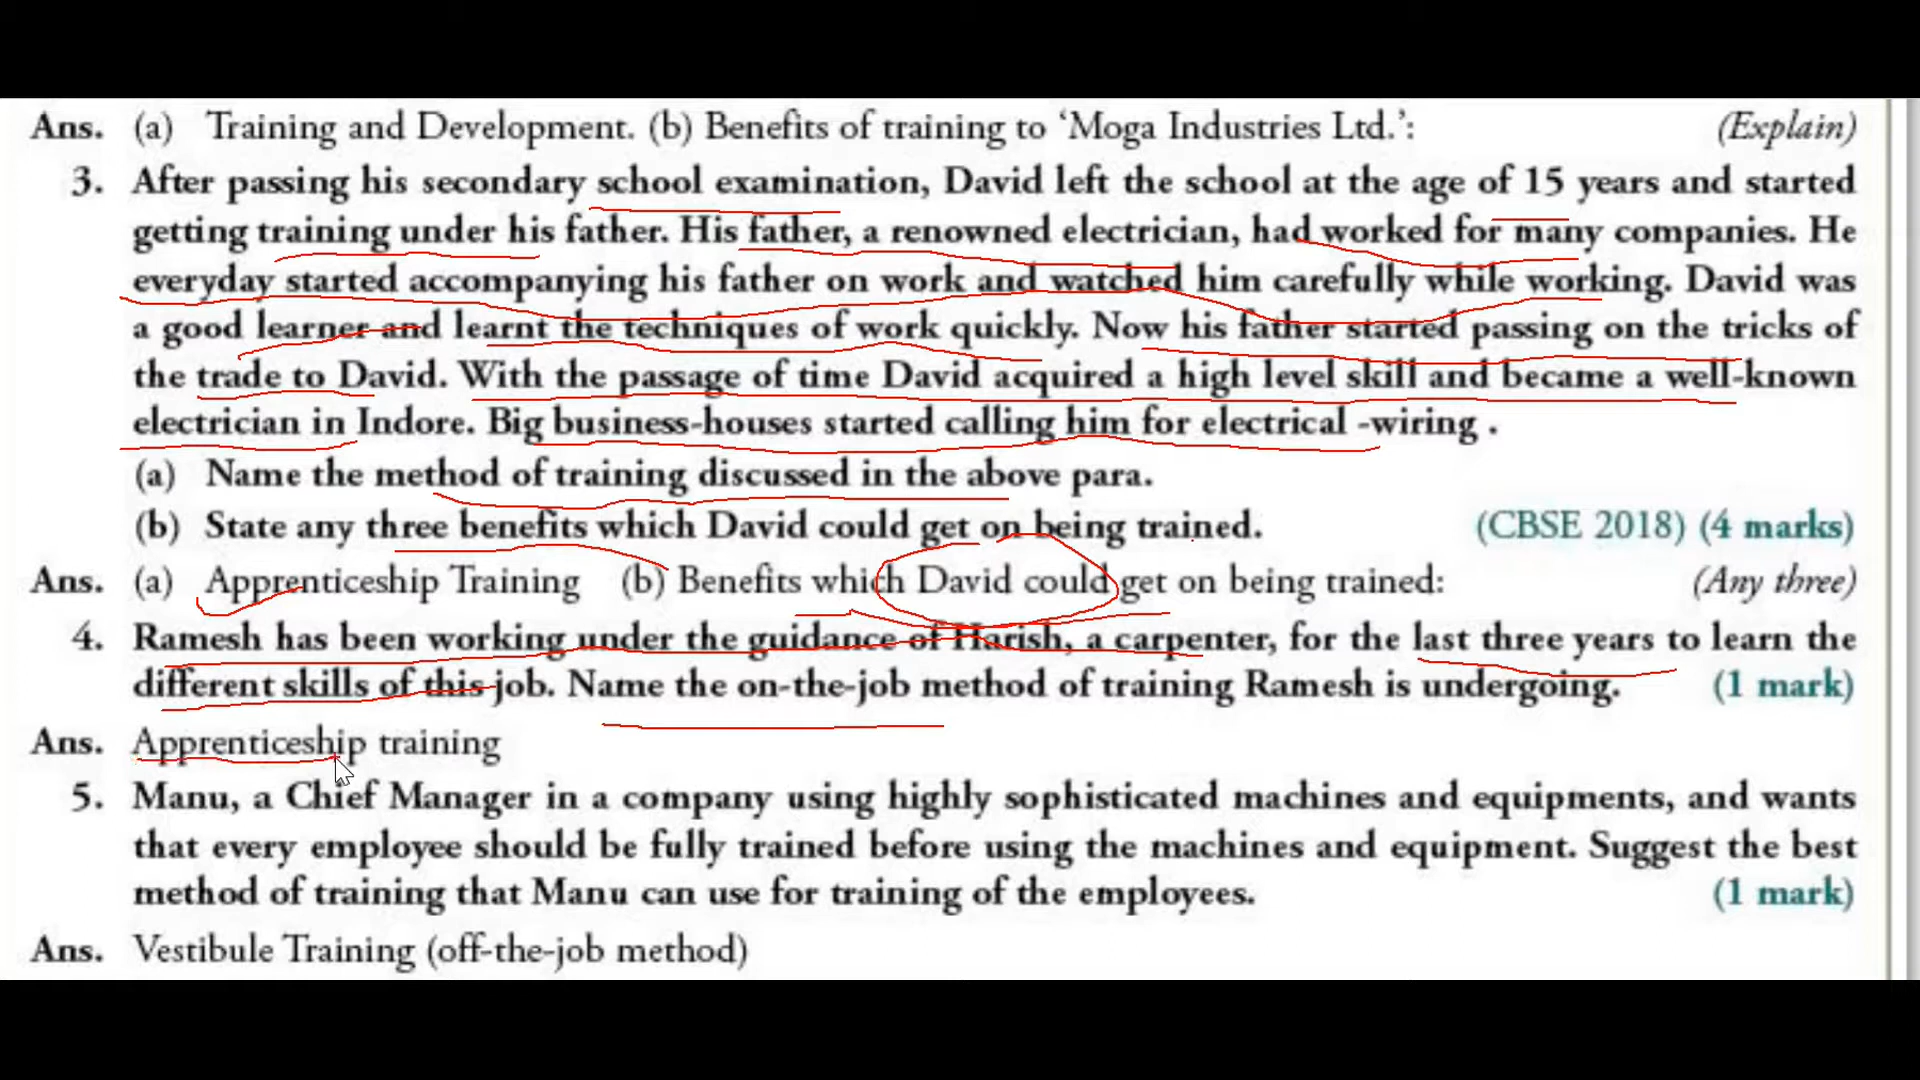 Ans. (a) Training and Development. (b) Benefits of training to ‘Moga Industries Ltd.’: (Explain)
3. After passing his secondary school examination, David left the school at the age of 15 years and started
getting training under his father. His father, a renowned electrician, had worked for many companies. He
everyday started accompanying his father on work and watched him carefully while working. David was
a good learner and learnt the techniques of work quickly. Now his father started passing on the tricks of
the trade to David. With the passage of time David acquired a high level skill and became a well-known
electrician in Indore. Big business-houses started calling him for electrical -wiring .
(a) Name the method of training discussed in the above para.
(b) State any three benefits which David could get on being trained. (CBSE 2018) (4 marks)
Ans. (a) Apprenticeship Training (b) Benefits which David could get on being trained: (Any three)
4. Ramesh has been working under the guidance of Harish, a carpenter, for the last three years to learn the
different skills of this job. Name the on-the-job method of training Ramesh is undergoing. (1 mark)
Ans. Apprenticeship training
5. Manu, a Chief Manager in a company using highly sophisticated machines and equipments, and wants
that every employee should be fully trained before using the machines and equipment. Suggest the best
method of training that Manu can use for training of the employees. (1 mark)
Ans. Vestibule Training (off-the-job method)